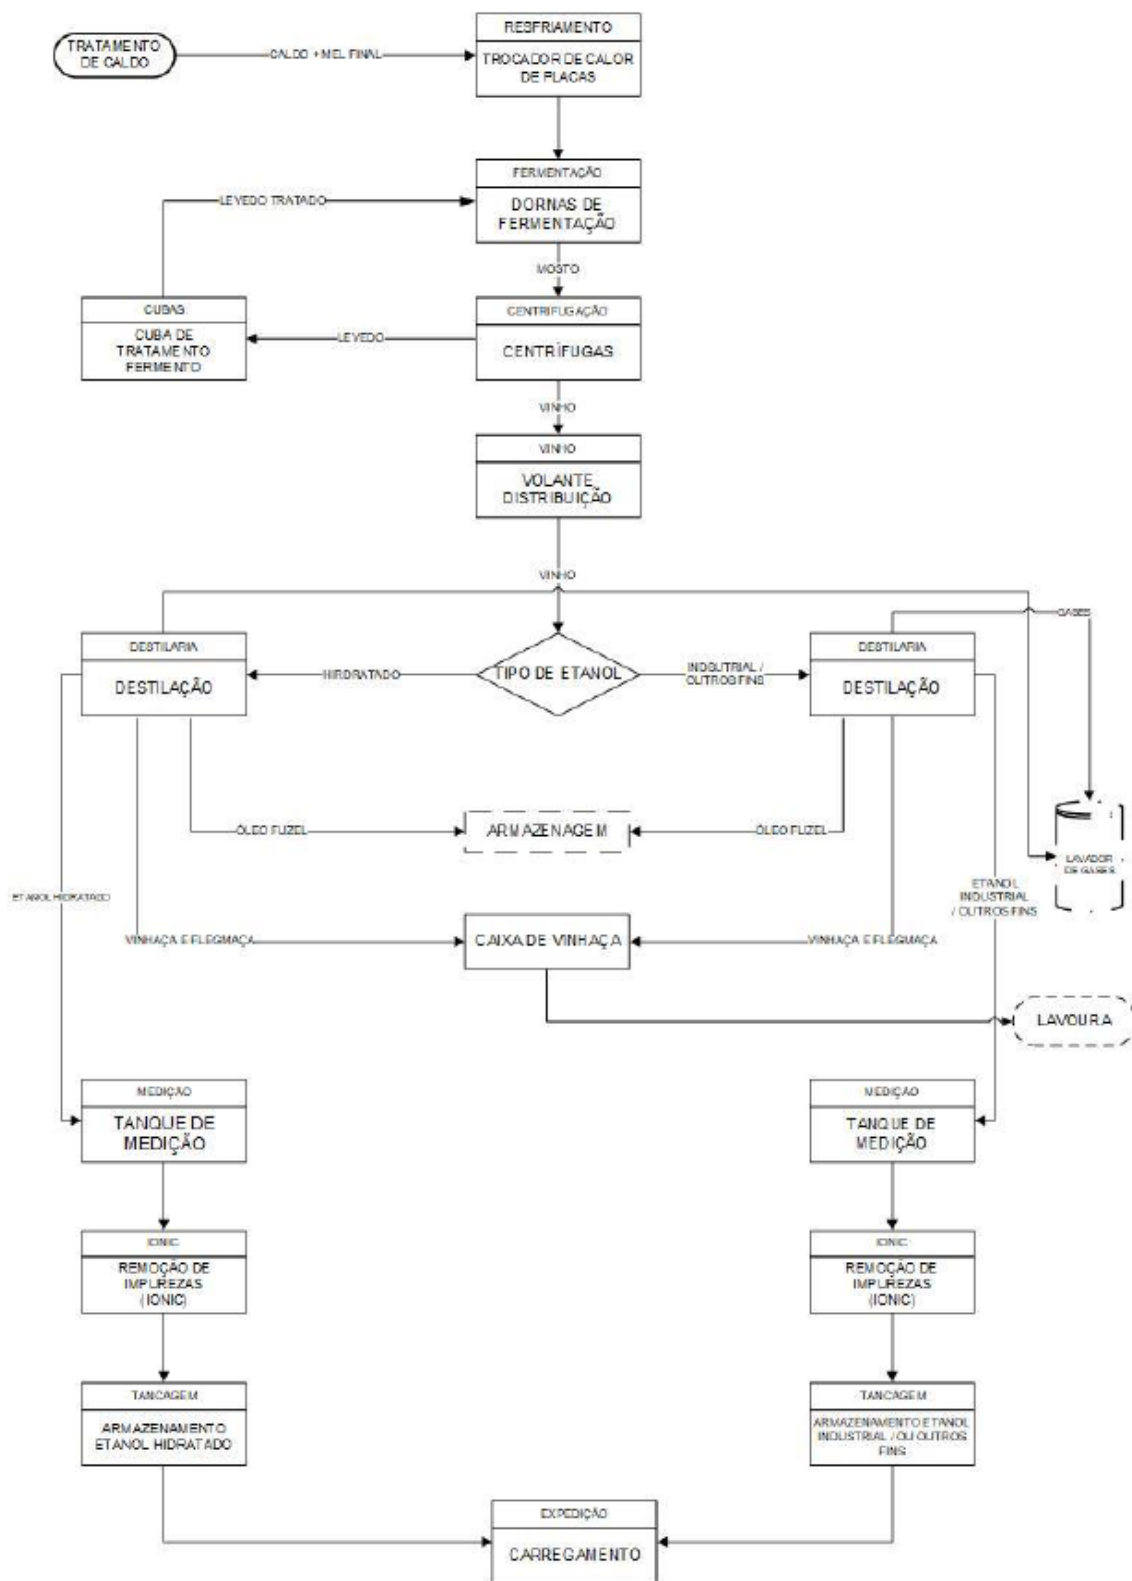 RESFRIAMENTO
TRATAMENTO
DE CALDO
CALDO + MEL FINAL
TROCADOR DE CALOR
DE PLACAS
FERMENTAÇÃO
LEVEDO TRATADO
DORNAS DE
FERMENTAÇÃO
MOSTO
CUBAS
CUBA DE
TRATAMENTO
FERMENTO
LEVEDO
CENTRIFUGAÇÃO
CENTRÍFUGAS
VINHO
VINHO
VOLANTE
DISTRIBUIÇÃO
VINHO
GASES
DESTILARIA
DESTILAÇÃO
HIRDRATADO
TIPO DE ETANOL
INDSUTRIAL /
OUTROS FINS
DESTILARIA
DESTILAÇÃO
ÓLEO FUZEL
ARMAZENAGEM
ÓLEO FUZEL
LAVADOR
DE GASES
ETANOL HIDRATADO
ETANOL
INDUSTRIAL
/ OUTROS FINS
VINHAÇA E FLEGMAÇA
CAIXA DE VINHAÇA
VINHAÇA E FLEGMAÇA
LAVOURA
MEDIÇÃO
TANQUE DE
MEDIÇÃO
MEDIÇÃO
TANQUE DE
MEDIÇÃO
IONIC
REMOÇÃO DE
IMPUREZAS
(IONIC)
IONIC
REMOÇÃO DE
IMPUREZAS
(IONIC)
TANCAGEM
ARMAZENAMENTO
ETANOL HIDRATADO
TANCAGEM
ARMAZENAMENTO ETANOL
INDUSTRIAL / OU OUTROS
FINS
EXPEDIÇÃO
CARREGAMENTO